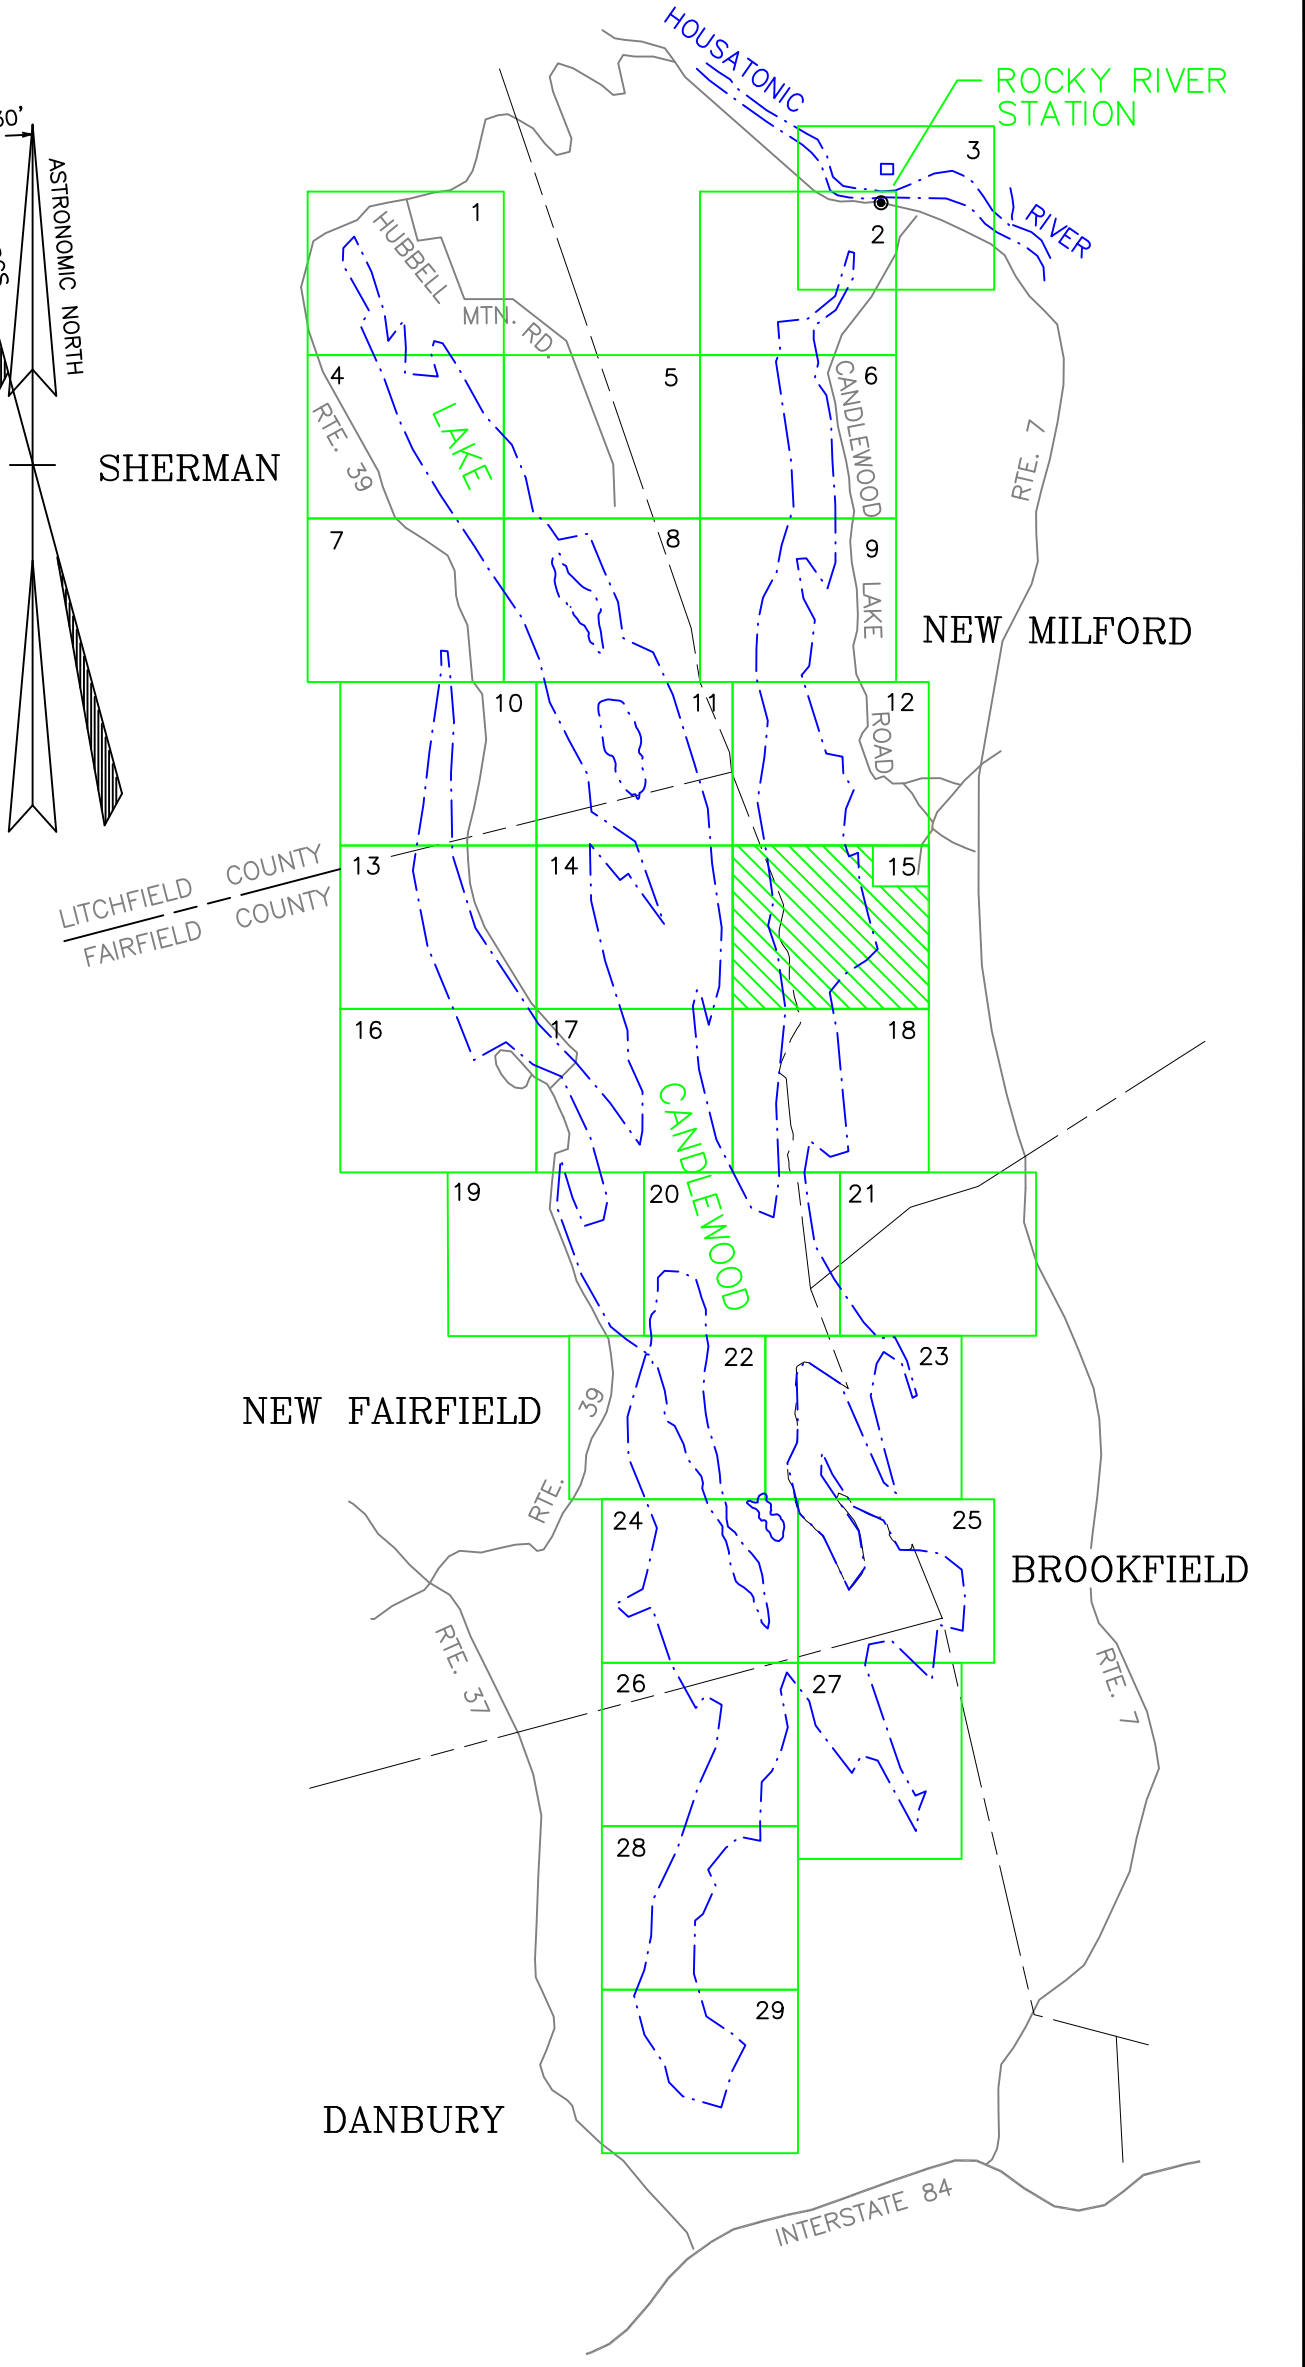 HOUSATONIC
ROCKY RIVER
STATION
30'
ASTRONOMIC NORTH
3
1
2
RIVER
HUBBELL
MTN. RD.
4
5
6
RTE. 39
LAKE
CANDLEWOOD
RTE. 7
SHERMAN
7
8
9
LAKE
NEW MILFORD
10
11
12
ROAD
LITCHFIELD COUNTY
FAIRFIELD COUNTY
13
14
15
16
17
18
CANDLEWOOD
19
20
21
22
23
NEW FAIRFIELD
RTE. 39
24
25
BROOKFIELD
RTE. 37
26
27
RTE. 7
28
29
DANBURY
INTERSTATE 84